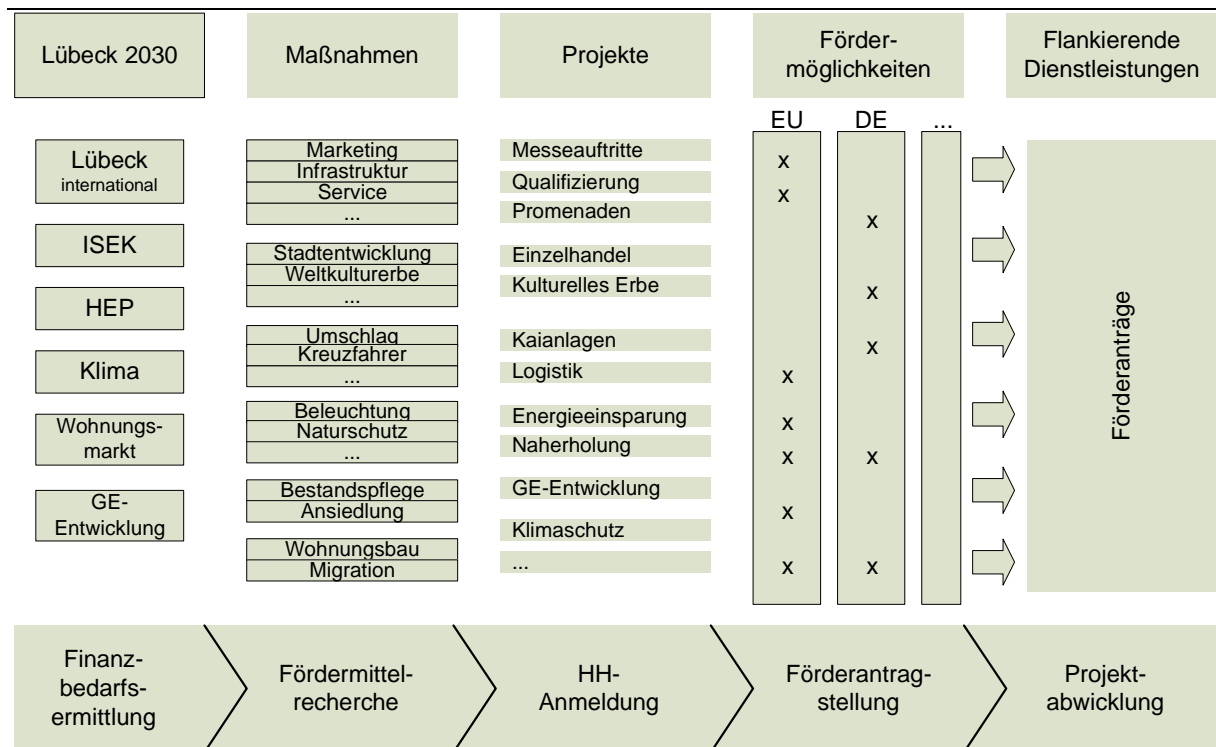 Lübeck 2030
Maßnahmen
Projekte
Förder-
möglichkeiten
Flankierende
Dienstleistungen
EU
DE
...
Lübeck
international
ISEK
HEP
Klima
Wohnungs-
markt
GE-
Entwicklung
Marketing
Infrastruktur
Service
...
Stadtentwicklung
Weltkulturerbe
...
Umschlag
Kreuzfahrer
...
Beleuchtung
Naturschutz
...
Bestandspflege
Ansiedlung
Wohnungsbau
Migration
Messeauftritte
Qualifizierung
Promenaden
Einzelhandel
Kulturelles Erbe
Kaianlagen
Logistik
Energieeinsparung
Naherholung
GE-Entwicklung
Klimaschutz
...
x
x
x
x
x
x
x
x x
x
x x
Förderanträge
Finanz-
bedarfs-
ermittlung
Fördermittel-
recherche
HH-
Anmeldung
Förderantrag-
stellung
Projekt-
abwicklung